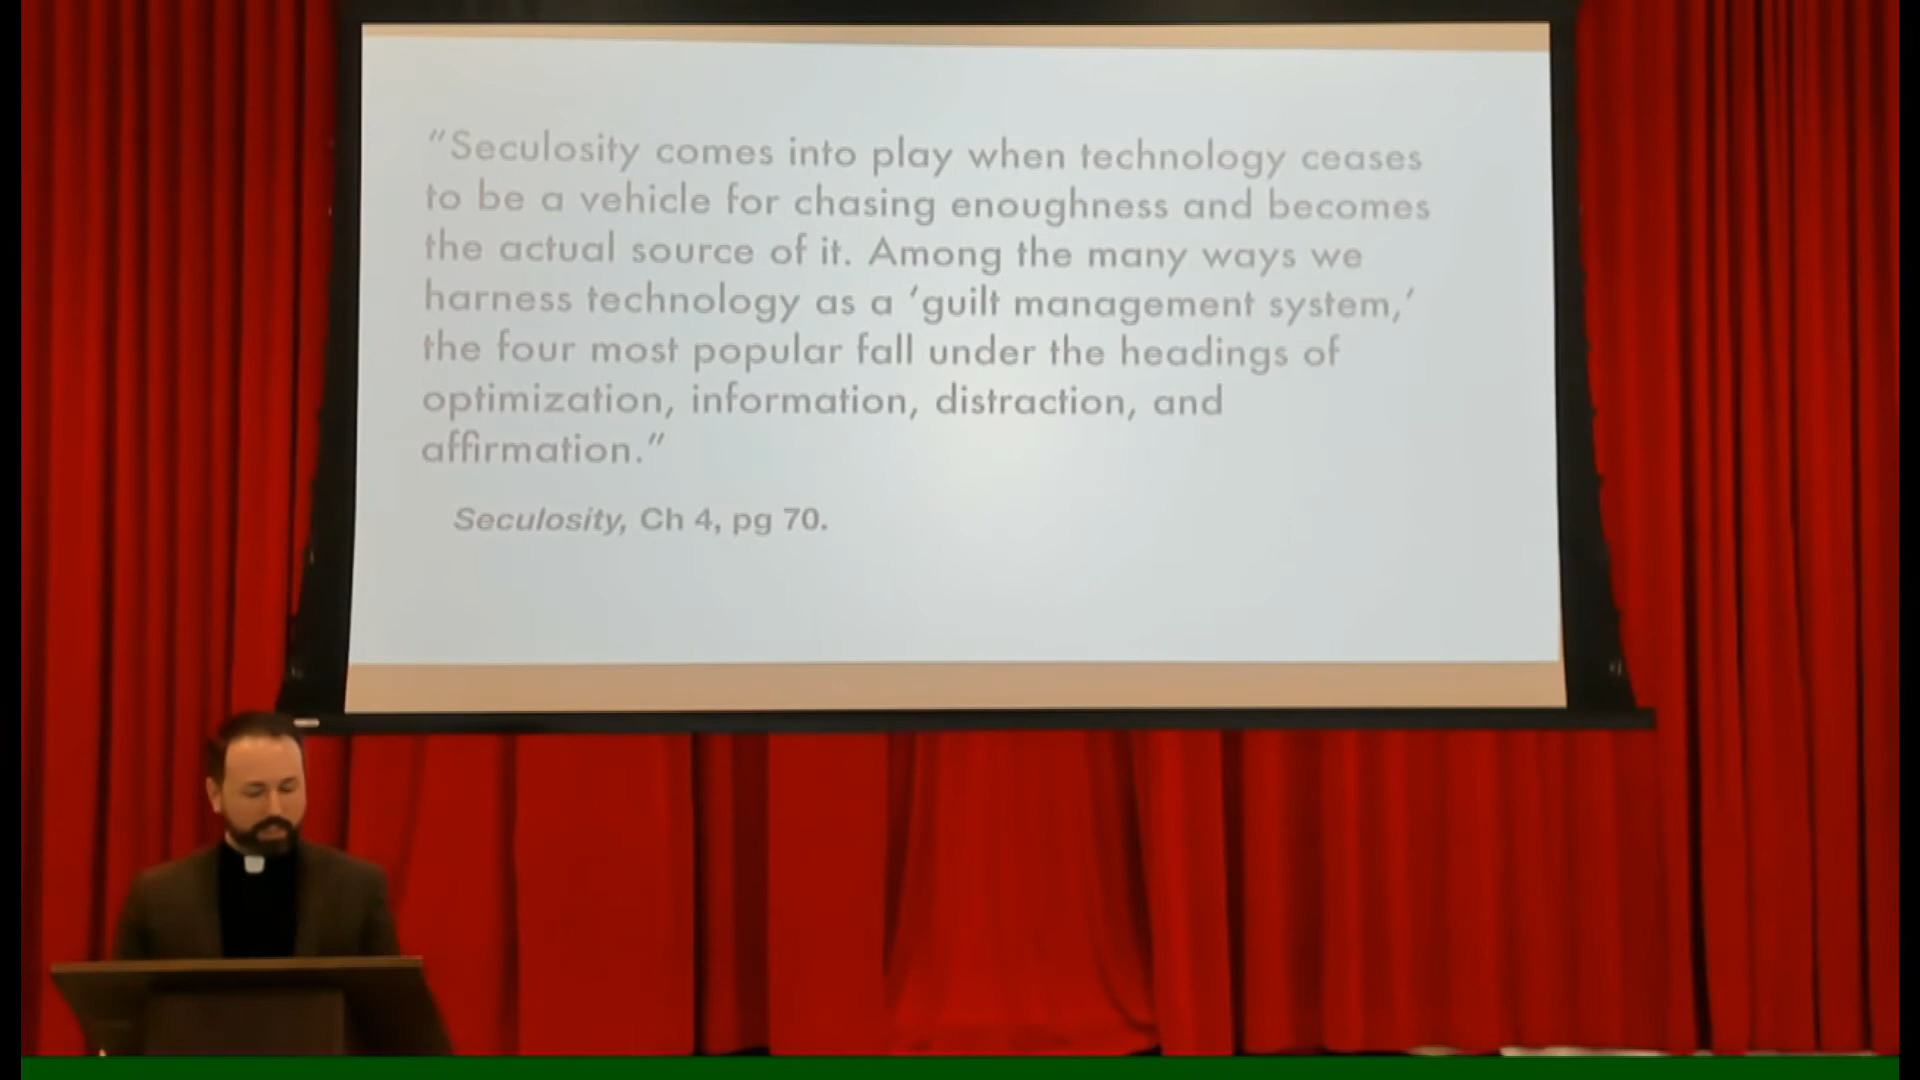 "Seculosity comes into play when technology ceases
to be a vehicle for chasing enoughness and becomes
the actual source of it. Among the many ways we
harness technology as a 'guilt management system,'
the four most popular fall under the headings of
optimization, information, distraction, and
affirmation."
Seculosity, Ch 4, pg 70.